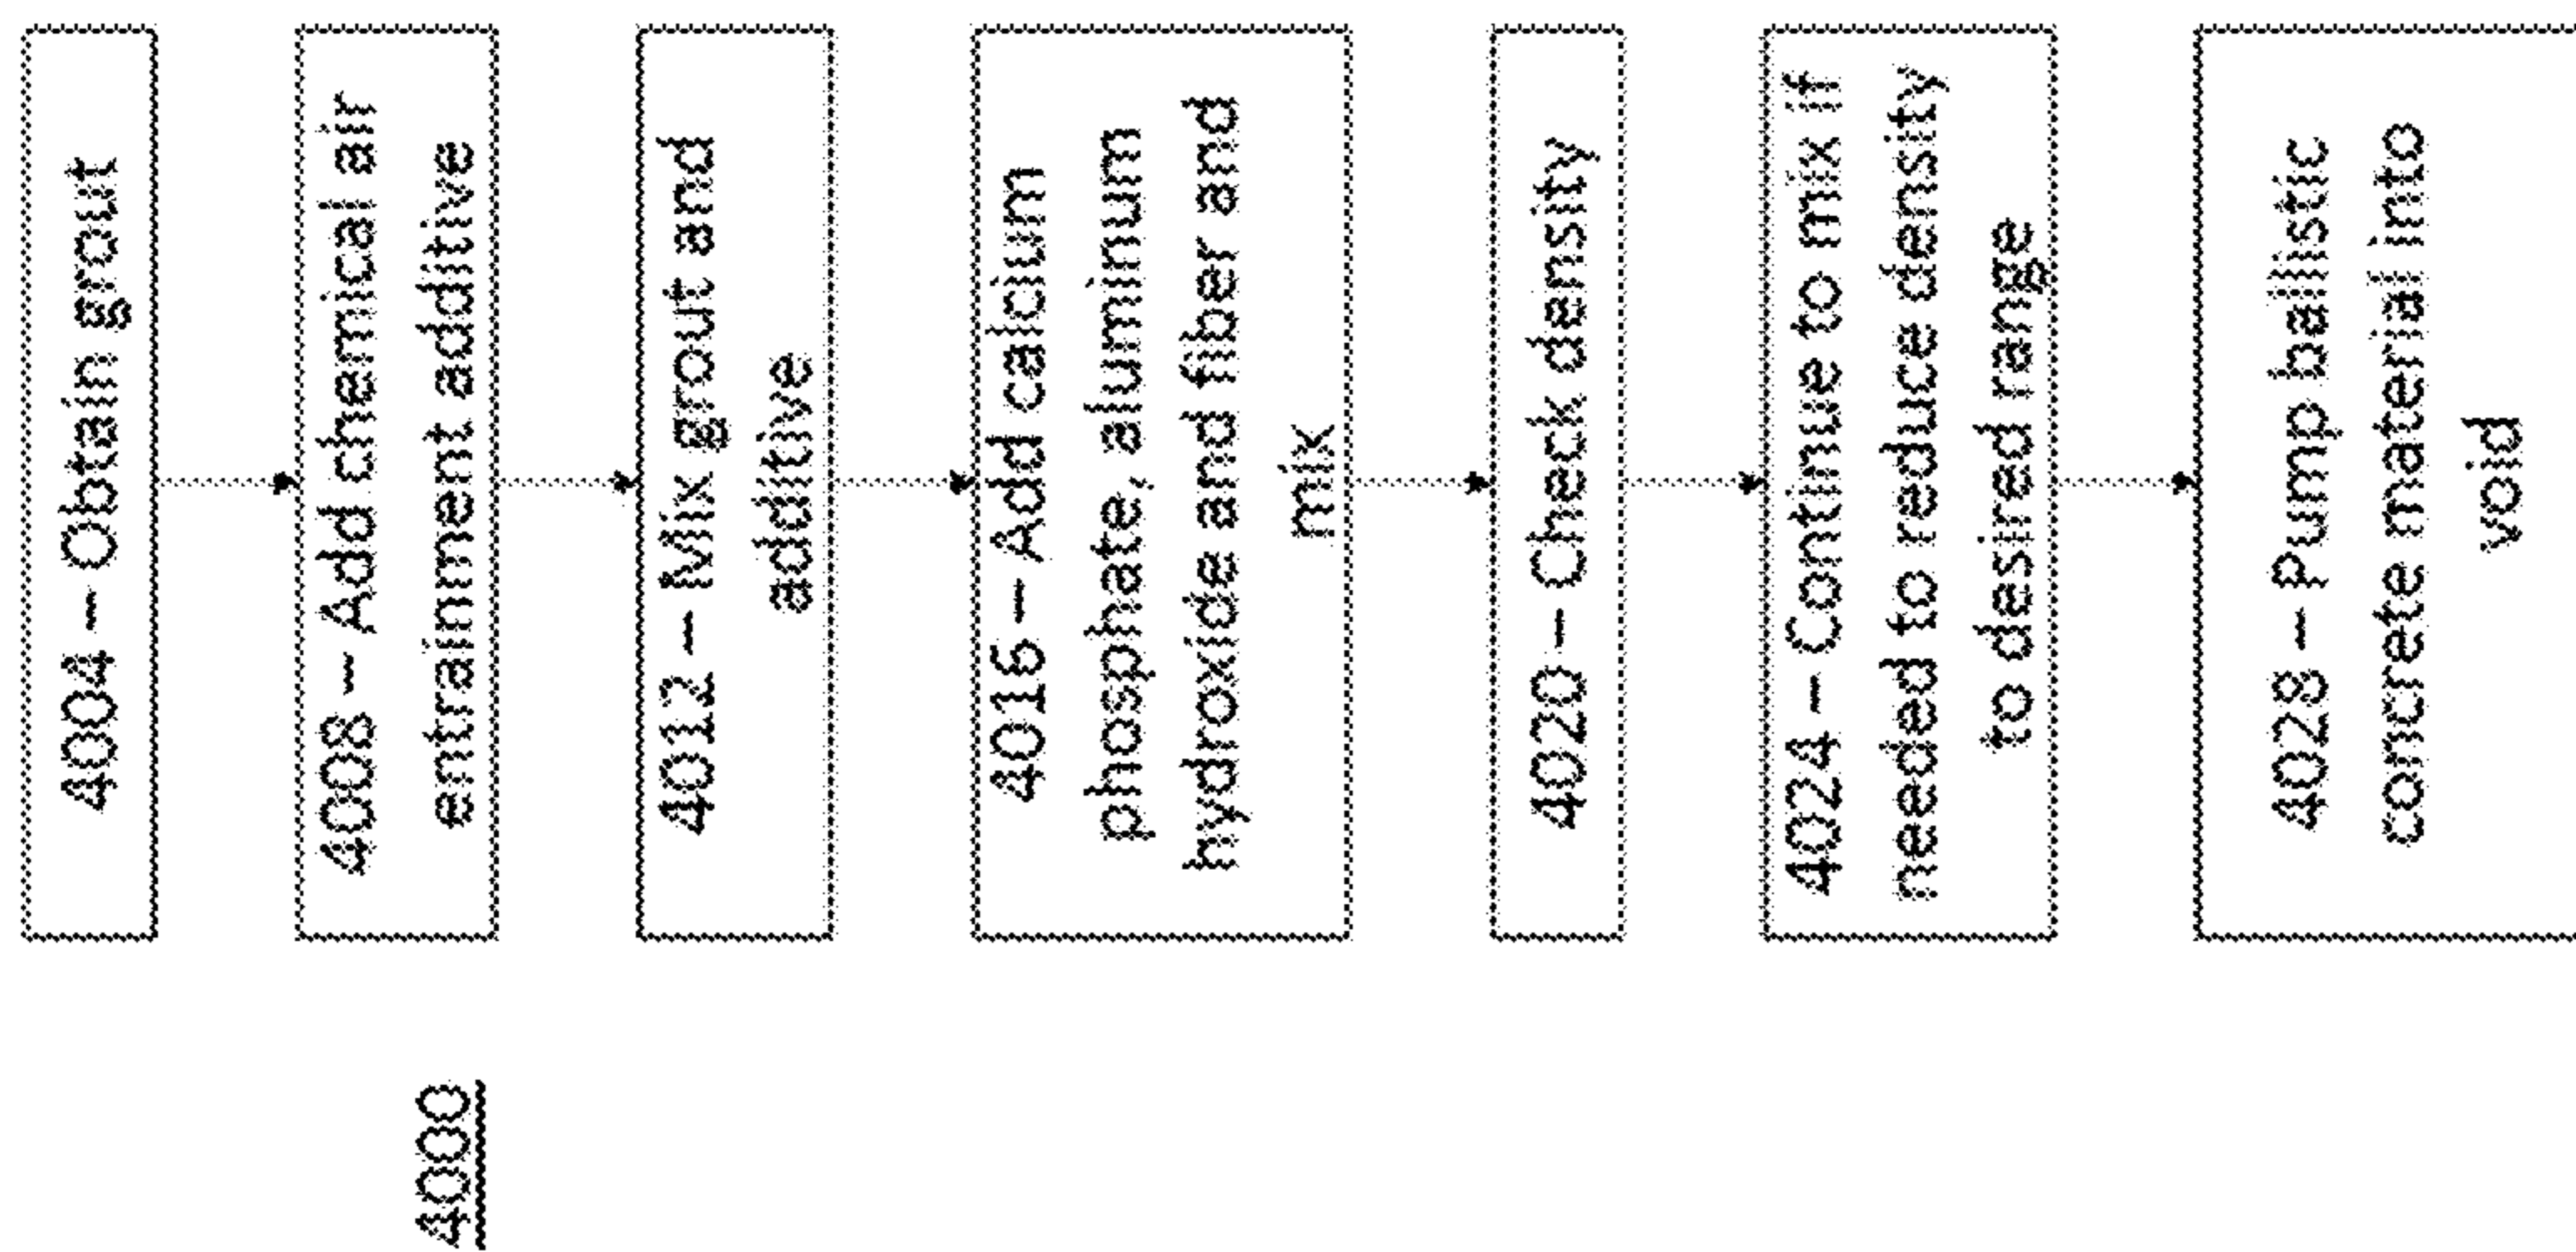 4000
4004 – Obtain grout
4008 – Add chemical air
entrainment additive
4012 – Mix grout and
additive
4016 – Add calcium
phosphate, aluminum
hydroxide and fiber and
mix
4020 – Check density
4024 – Continue to mix if
needed to reduce density
to desired range
4028 – Pump ballistic
concrete material into
void